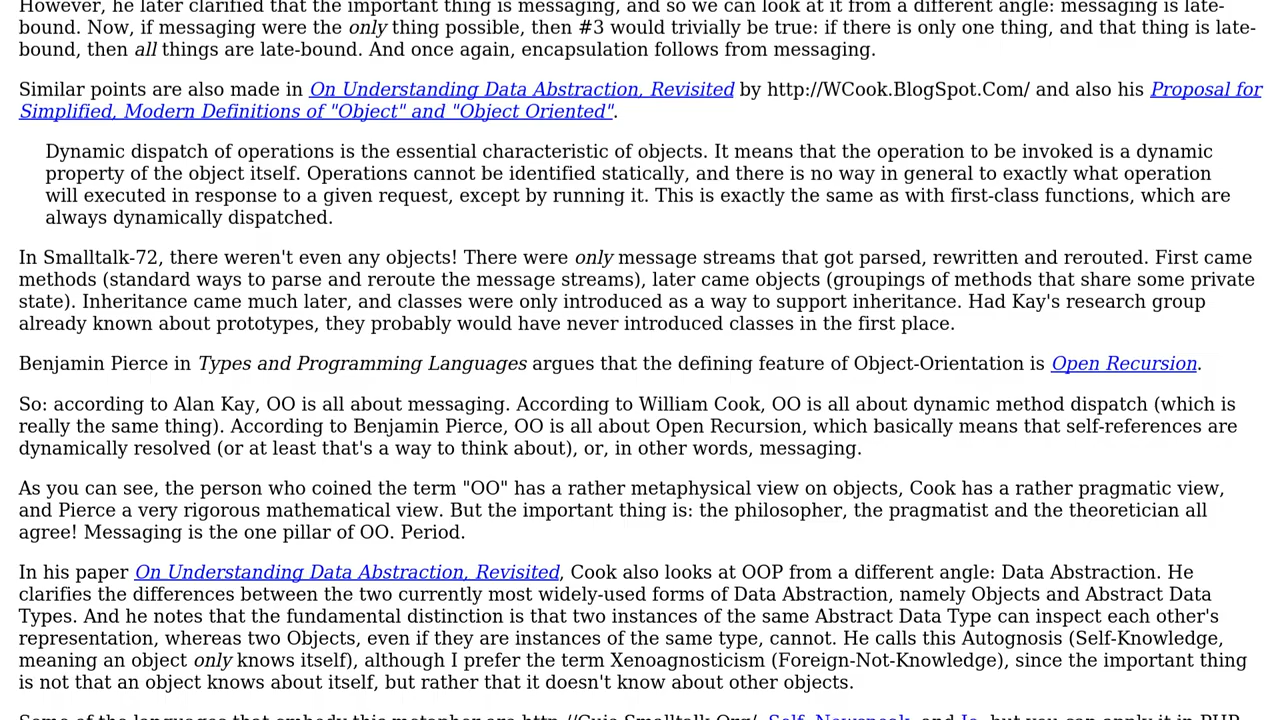 However, he later clarified that the important thing is messaging, and so we can look at it from a different angle: messaging is late-
bound. Now, if messaging were the only thing possible, then #3 would trivially be true: if there is only one thing, and that thing is late-
bound, then all things are late-bound. And once again, encapsulation follows from messaging.
Similar points are also made in On Understanding Data Abstraction, Revisited by http://WCook.BlogSpot.Com/ and also his Proposal for
Simplified, Modern Definitions of "Object" and "Object Oriented".
Dynamic dispatch of operations is the essential characteristic of objects. It means that the operation to be invoked is a dynamic
property of the object itself. Operations cannot be identified statically, and there is no way in general to exactly what operation
will executed in response to a given request, except by running it. This is exactly the same as with first-class functions, which are
always dynamically dispatched.
In Smalltalk-72, there weren't even any objects! There were only message streams that got parsed, rewritten and rerouted. First came
methods (standard ways to parse and reroute the message streams), later came objects (groupings of methods that share some private
state). Inheritance came much later, and classes were only introduced as a way to support inheritance. Had Kay's research group
already known about prototypes, they probably would have never introduced classes in the first place.
Benjamin Pierce in Types and Programming Languages argues that the defining feature of Object-Orientation is Open Recursion.
So: according to Alan Kay, OO is all about messaging. According to William Cook, OO is all about dynamic method dispatch (which is
really the same thing). According to Benjamin Pierce, OO is all about Open Recursion, which basically means that self-references are
dynamically resolved (or at least that's a way to think about), or, in other words, messaging.
As you can see, the person who coined the term "OO" has a rather metaphysical view on objects, Cook has a rather pragmatic view,
and Pierce a very rigorous mathematical view. But the important thing is: the philosopher, the pragmatist and the theoretician all
agree! Messaging is the one pillar of OO. Period.
In his paper On Understanding Data Abstraction, Revisited, Cook also looks at OOP from a different angle: Data Abstraction. He
clarifies the differences between the two currently most widely-used forms of Data Abstraction, namely Objects and Abstract Data
Types. And he notes that the fundamental distinction is that two instances of the same Abstract Data Type can inspect each other's
representation, whereas two Objects, even if they are instances of the same type, cannot. He calls this Autognosis (Self-Knowledge,
meaning an object only knows itself), although I prefer the term Xenoagnosticism (Foreign-Not-Knowledge), since the important thing
is not that an object knows about itself, but rather that it doesn't know about other objects.
Some of the languages that embody this metaphor are http://Cuis-Smalltalk.Org/, Self, Newspeak, and Io, but you can apply it in PHP,